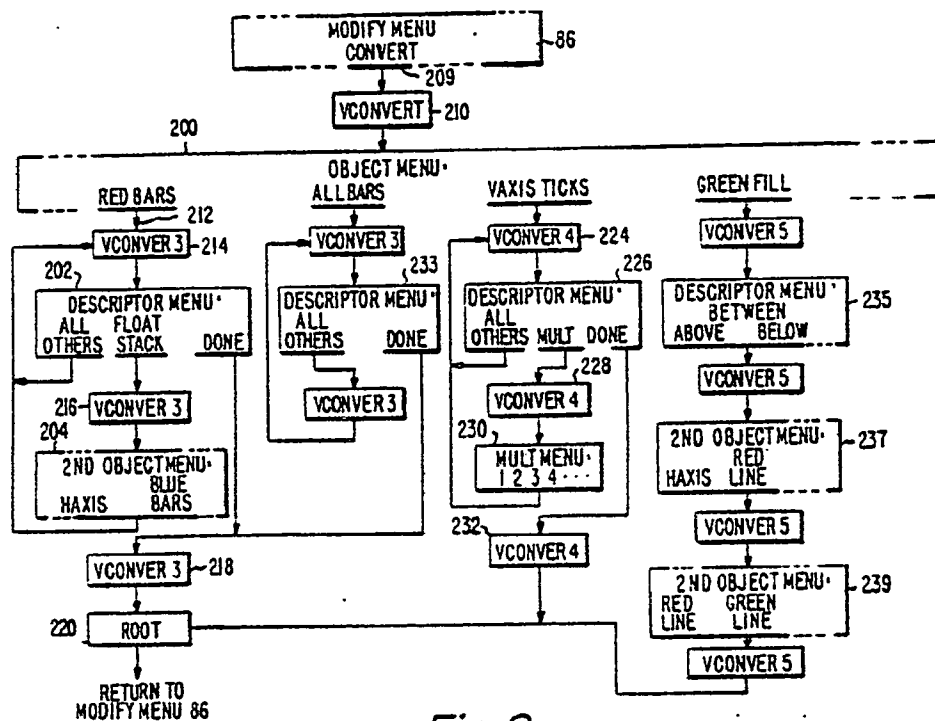 MODIFY MENU
CONVERT
86
209
VCONVERT
210
200
OBJECT MENU·
RED BARS
ALL BARS
VAXIS TICKS
GREEN FILL
212
VCONVER 3
214
VCONVER 3
VCONVER 4
224
VCONVER 5
202
DESCRIPTOR MENU·
ALL FLOAT
OTHERS STACK DONE
233
DESCRIPTOR MENU·
ALL
OTHERS DONE
226
DESCRIPTOR MENU·
ALL
OTHERS MULT DONE
DESCRIPTOR MENU·
BETWEEN
ABOVE BELOW
235
216
VCONVER 3
VCONVER 3
228
VCONVER 4
VCONVER 5
204
2ND OBJECT MENU·
BLUE
HAXIS BARS
230
MULT MENU·
1 2 3 4 ···
2ND OBJECT MENU·
RED
HAXIS LINE
237
VCONVER 5
VCONVER 3
218
232
VCONVER 4
2ND OBJECT MENU·
RED GREEN
LINE LINE
239
220
ROOT
VCONVER 5
RETURN TO
MODIFY MENU 86